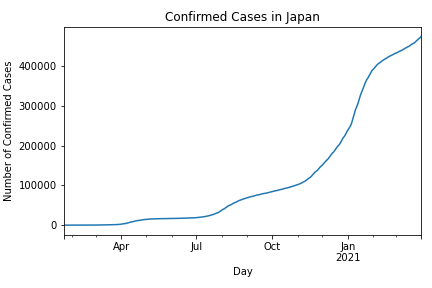 Confirmed Cases in Japan
Number of Confirmed Cases
400000
300000
200000
100000
0
Apr
Jul
Oct
Jan
2021
Day